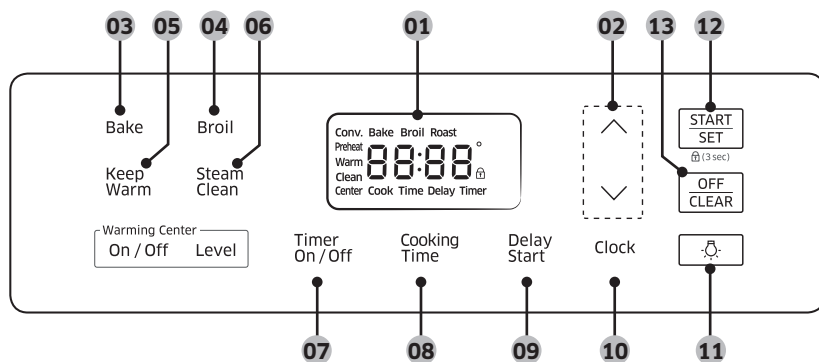 03 05 04 06 01 02 13 12
Bake Broil
Keep Warm
Steam Clean
Warming Center
On / Off Level
Conv. Bake Broil Roast
Preheat
Warm
Clean
88:88°
Center Cook Time Delay Timer
START
SET
(3 sec)
OFF
CLEAR
Timer On / Off
Cooking Time
Delay Start
Clock
07 08 09 10 11